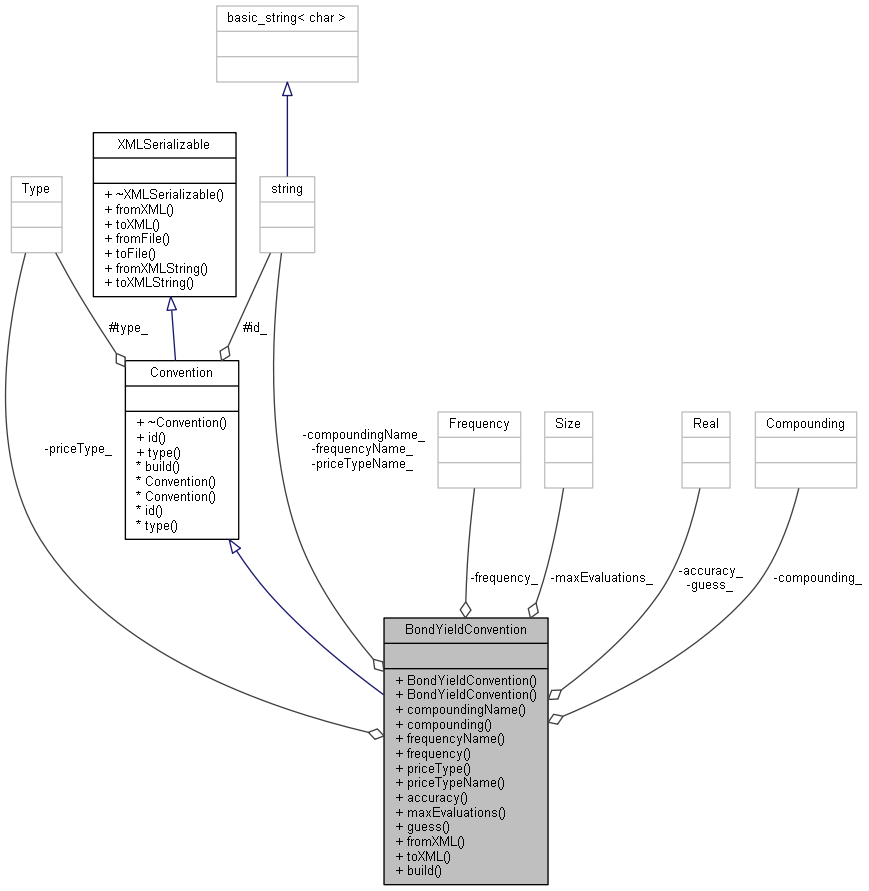 basic_string< char >
XMLSerializable
+ ~XMLSerializable()
+ fromXML()
+ toXML()
+ fromFile()
+ toFile()
+ fromXMLString()
+ toXMLString()
Type
string
#type_
#id_
Convention
+ ~Convention()
+ id()
+ type()
* build()
* Convention()
* Convention()
* id()
* type()
-priceType_
-compoundingName_
-frequencyName_
-priceTypeName_
Frequency
Size
Real
Compounding
-frequency_
-maxEvaluations_
-accuracy_
-guess_
-compounding_
BondYieldConvention
+ BondYieldConvention()
+ BondYieldConvention()
+ compoundingName()
+ compounding()
+ frequencyName()
+ frequency()
+ priceType()
+ priceTypeName()
+ accuracy()
+ maxEvaluations()
+ guess()
+ fromXML()
+ toXML()
+ build()